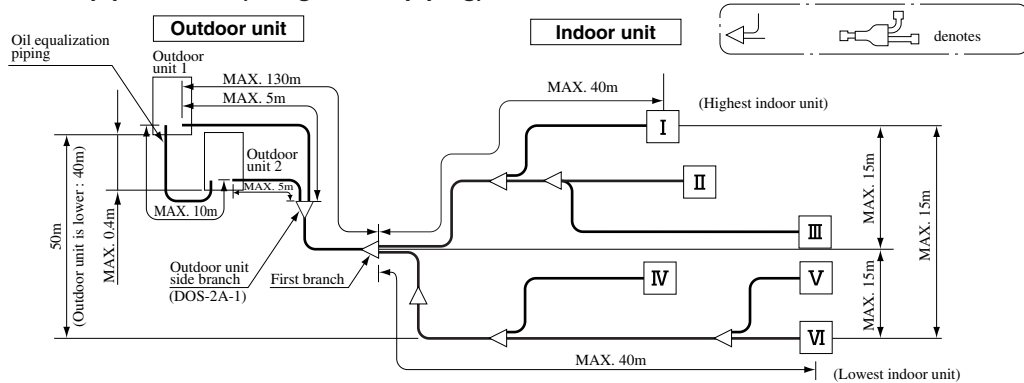 Outdoor unit
Indoor unit
denotes
Oil equalization
piping
Outdoor
unit 1
MAX. 130m
MAX. 5m
MAX. 40m
(Highest indoor unit)
I
Outdoor
unit 2
MAX. 5m
MAX. 10m
II
III
MAX. 15m
MAX. 15m
MAX. 15m
50m
(Outdoor unit is lower : 40m)
MAX. 0.4m
Outdoor unit
side branch
(DOS-2A-1)
First branch
IV
V
VI
MAX. 40m
(Lowest indoor unit)